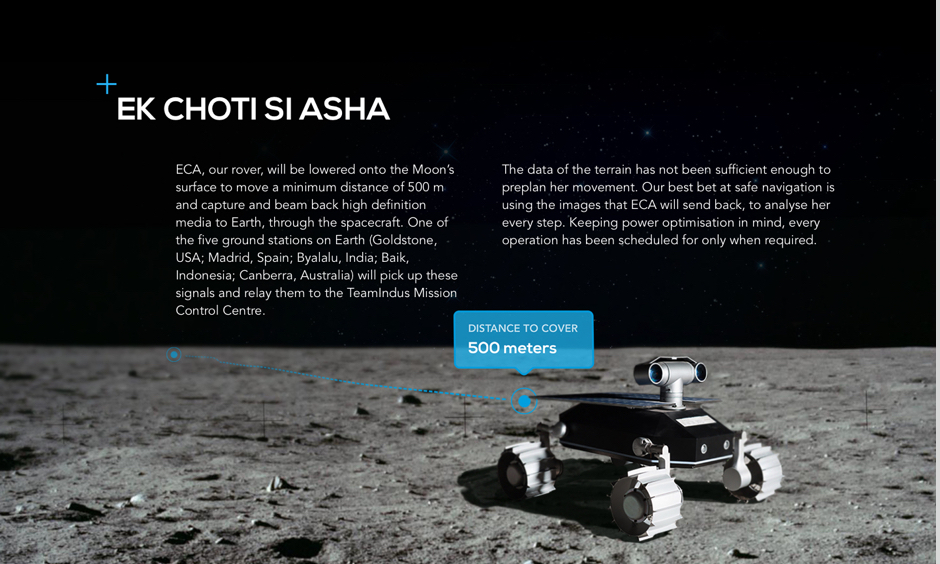 EK CHOTI SI ASHA
ECA, our rover, will be lowered onto the Moon's
surface to move a minimum distance of 500 m
and capture and beam back high definition
media to Earth, through the spacecraft. One of
the five ground stations on Earth (Goldstone,
USA; Madrid, Spain; Byalalu, India; Baik,
Indonesia; Canberra, Australia) will pick up these
signals and relay them to the TeamIndus Mission
Control Centre.
The data of the terrain has not been sufficient enough to
preplan her movement. Our best bet at safe navigation is
using the images that ECA will send back, to analyse her
every step. Keeping power optimisation in mind, every
operation has been scheduled for only when required.
DISTANCE TO COVER
500 meters